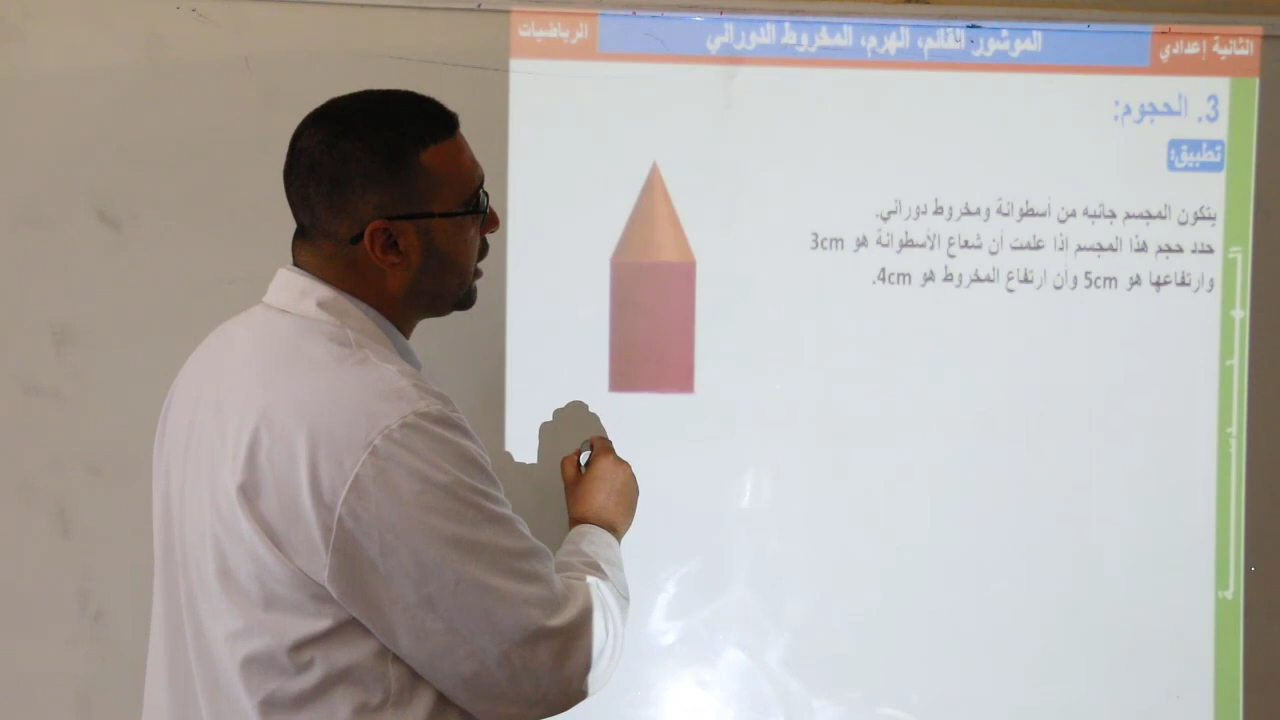 الثانية إعدادي
الموشور القائم، الهرم، المخروط الدوراني
الرياضيات
3. الحجوم:
تطبيق:
يتكون المجسم جانبه من أسطوانة ومخروط دوراني.
حدد حجم هذا المجسم إذا علمت أن شعاع الأسطوانة هو 3cm
وارتفاعها هو 5cm وأن ارتفاع المخروط هو 4cm.
الهندسة